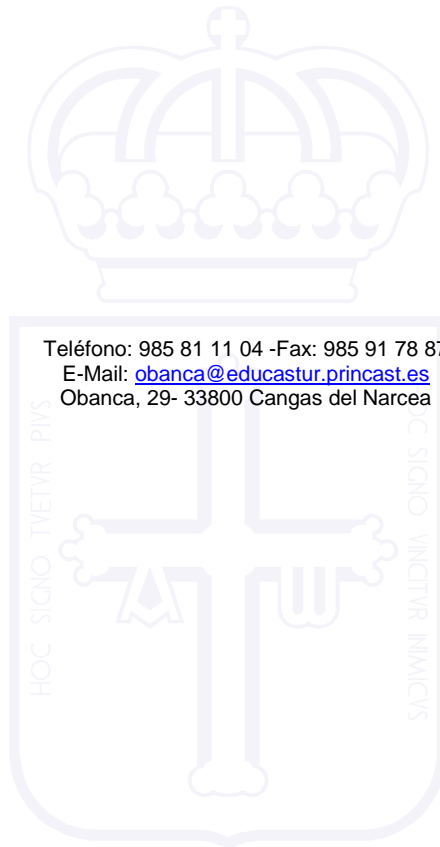 Teléfono: 985 81 11 04 -Fax: 985 91 78 87
E-Mail: obanca@educastur.princast.es
Obanca, 29- 33800 Cangas del Narcea
HOC SIGNO TVETVR PIVS
OC SIGNO VINCITVR INIMICVS
A W